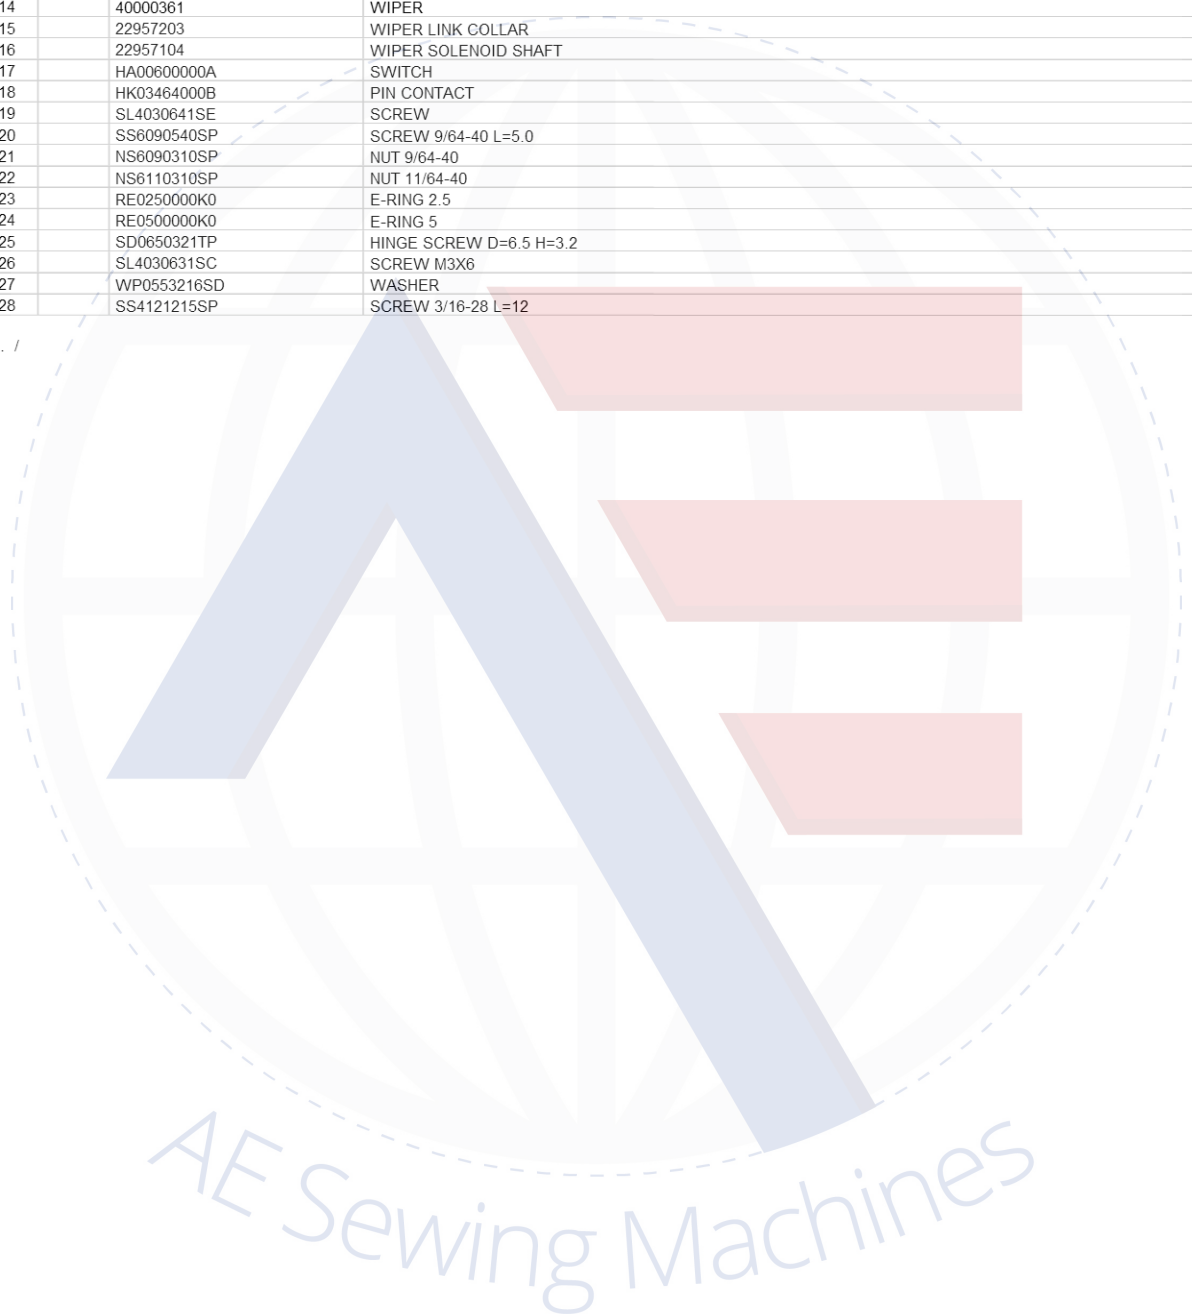 14 40000361 WIPER
15 22957203 WIPER LINK COLLAR
16 22957104 WIPER SOLENOID SHAFT
17 HA00600000A SWITCH
18 HK03464000B PIN CONTACT
19 SL4030641SE SCREW
20 SS6090540SP SCREW 9/64-40 L=5.0
21 NS6090310SP NUT 9/64-40
22 NS6110310SP NUT 11/64-40
23 RE0250000K0 E-RING 2.5
24 RE0500000K0 E-RING 5
25 SD0650321TP HINGE SCREW D=6.5 H=3.2
26 SL4030631SC SCREW M3X6
27 WP0553216SD WASHER
28 SS4121215SP SCREW 3/16-28 L=12
. /
AE Sewing Machines